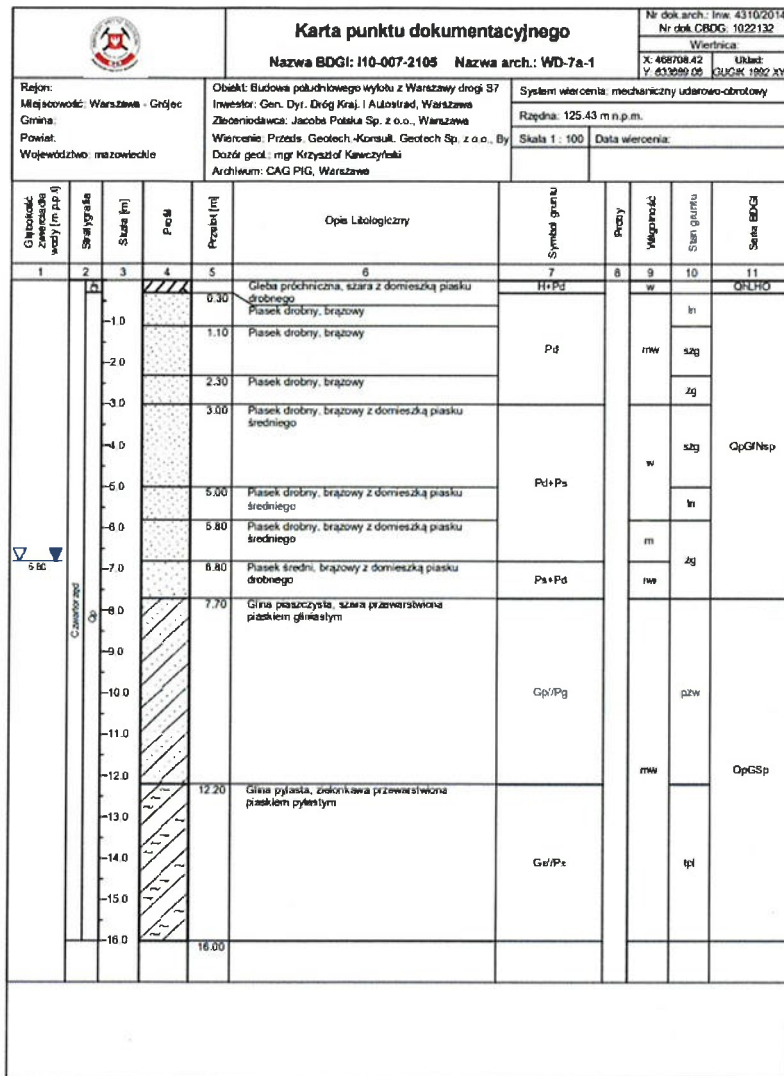 Karta punktu dokumentacyjnego
Nazwa BDGI: I10-007-2105 Nazwa arch.: WD-7a-1
Nr dok.arch.: Inw. 4310/2014
Nr dok.CBDG: 1022132
Wiertnica:
X: 468708.42
Układ:
GUGIK 1992 XY
Rejon:
Miejscowość: Warszawa - Grójec
Gmina:
Powiat:
Województwo: mazowieckie
Obiekt: Budowa południowego wylotu z Warszawy drogi S7
Inwestor: Gen. Dyr. Dróg Kraj. i Autostrad, Warszawa
Zleceniodawca: Jacobs Polska Sp. z o.o., Warszawa
Wiercenie: Przeds. Geotech.-Konsult. Geotech Sp. z o.o., By
Dozór geol.: mgr Krzysztof Kawczyński
Archiwum: CAG PIG, Warszawa
System wiercenia: mechaniczny udarowo-obrotowy
Rzędna: 125.43 m n.p.m.
Skala 1 : 100 Data wiercenia:
Głębokość zwierciadła wody [m p.p.t]
Stratygrafia
Skala [m]
Profil
Przelot [m]
Opis Litologiczny
Symbol gruntu
Próby
Wilgotność
Stan gruntu
Seria BDGI
1 2 3 4 5 6 7 8 9 10 11
Gleba próchniczna, szara z domieszką piasku drobnego
H+Pd w QhLHO
0.30 Piasek drobny, brązowy
ln
-1.0
1.10 Piasek drobny, brązowy
Pd mw szg
-2.0
2.30 Piasek drobny, brązowy
zg
-3.0
3.00 Piasek drobny, brązowy z domieszką piasku średniego
-4.0
w szg QpGfNsp
Pd+Ps
-5.0
5.00 Piasek drobny, brązowy z domieszką piasku średniego
ln
-6.0
5.80 Piasek drobny, brązowy z domieszką piasku średniego
m
zg
6.80
-7.0
6.80 Piasek średni, brązowy z domieszką piasku drobnego
Ps+Pd nw
7.70 Glina piaszczysta, szara przewarstwiona piaskiem gliniastym
Czwartorzęd
Qp
-8.0
-9.0
-10.0
Gp//Pg pzw
-11.0
-12.0
mw QpGSp
12.20 Glina pylasta, zielonkawa przewarstwiona piaskiem pylastym
-13.0
-14.0
Gπ//Pπ tpl
-15.0
-16.0
16.00